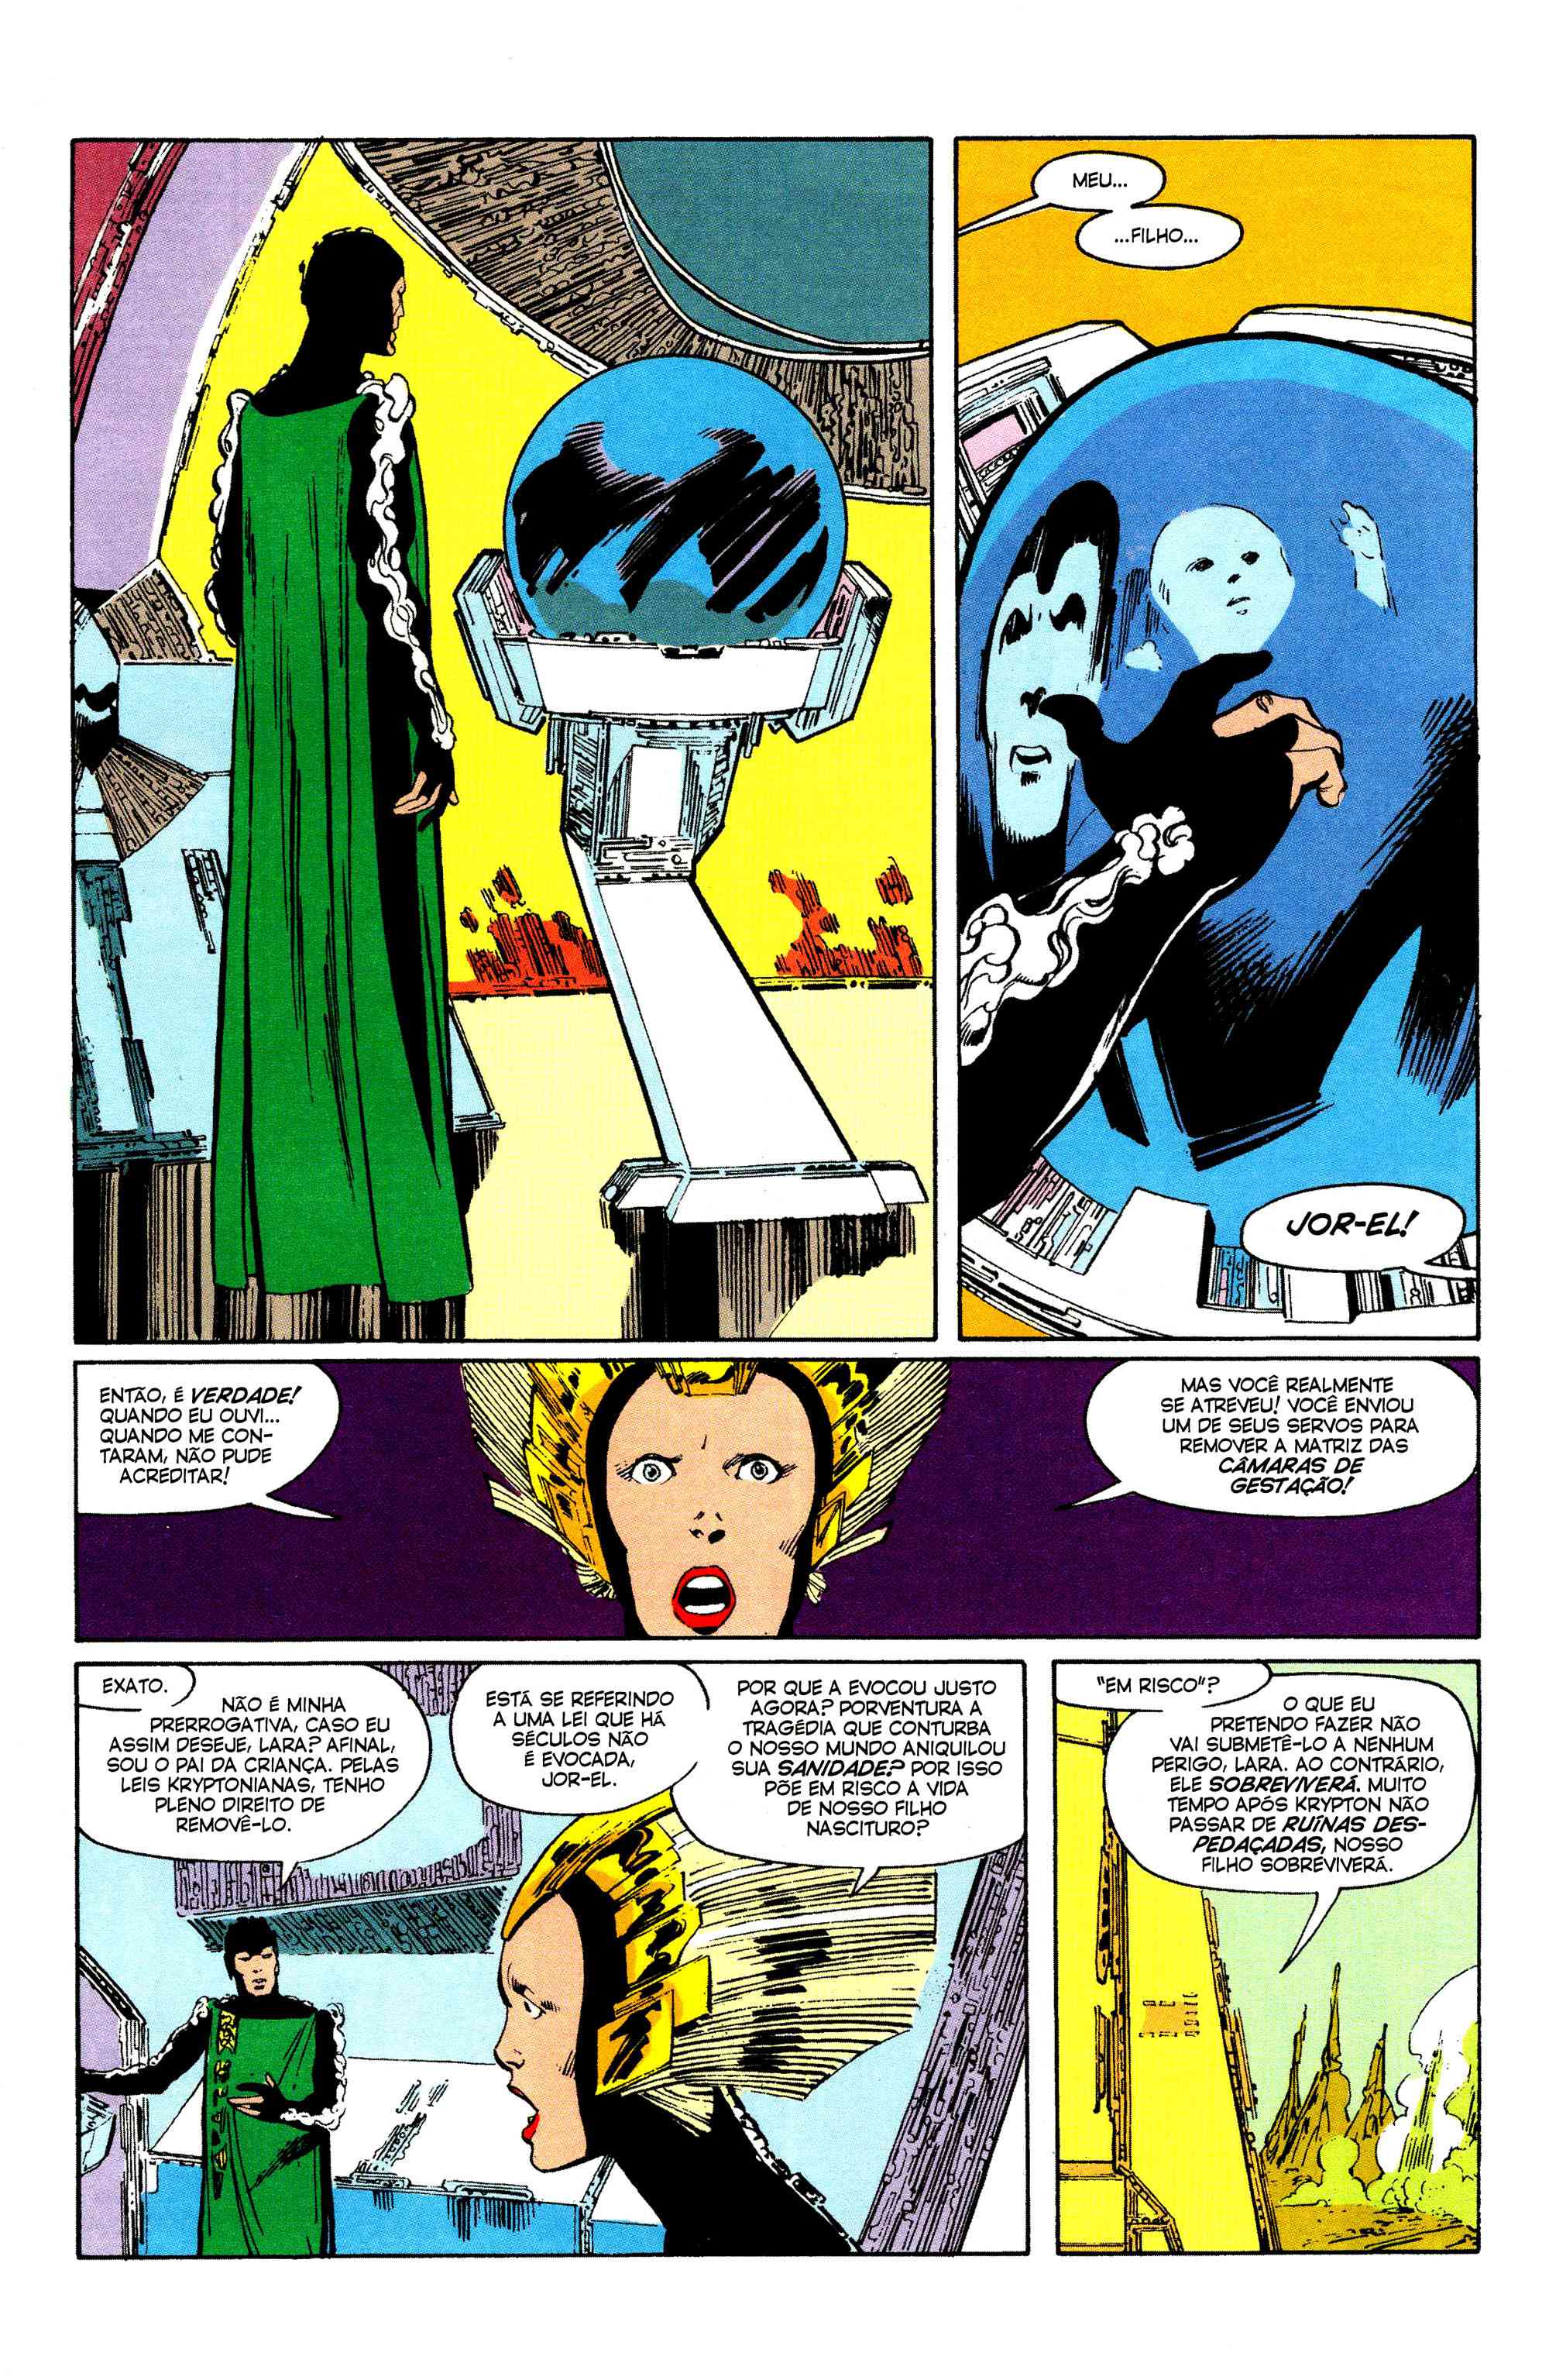 MEU...
...FILHO...
JOR-EL!
ENTÃO, É VERDADE!
QUANDO EU OUVI...
QUANDO ME CON-
TARAM, NÃO PUDE
ACREDITAR!
MAS VOCÊ REALMENTE
SE ATREVEU! VOCÊ ENVIOU
UM DE SEUS SERVOS PARA
REMOVER A MATRIZ DAS
CÂMARAS DE
GESTAÇÃO!
EXATO.
NÃO É MINHA
PRERROGATIVA, CASO EU
ASSIM DESEJE, LARA? AFINAL,
SOU O PAI DA CRIANÇA. PELAS
LEIS KRYPTONIANAS, TENHO
PLENO DIREITO DE
REMOVÊ-LO.
ESTÁ SE REFERINDO
A UMA LEI QUE HÁ
SÉCULOS NÃO
É EVOCADA,
JOR-EL.
POR QUE A EVOCOU JUSTO
AGORA? PORVENTURA A
TRAGÉDIA QUE CONTURBA
O NOSSO MUNDO ANIQUILOU
SUA SANIDADE? POR ISSO
PÕE EM RISCO A VIDA
DE NOSSO FILHO
NASCITURO?
"EM RISCO"?
O QUE EU
PRETENDO FAZER NÃO
VAI SUBMETÊ-LO A NENHUM
PERIGO, LARA. AO CONTRÁRIO,
ELE SOBREVIVERÁ. MUITO
TEMPO APÓS KRYPTON NÃO
PASSAR DE RUÍNAS DES-
PEDAÇADAS, NOSSO
FILHO SOBREVIVERÁ.